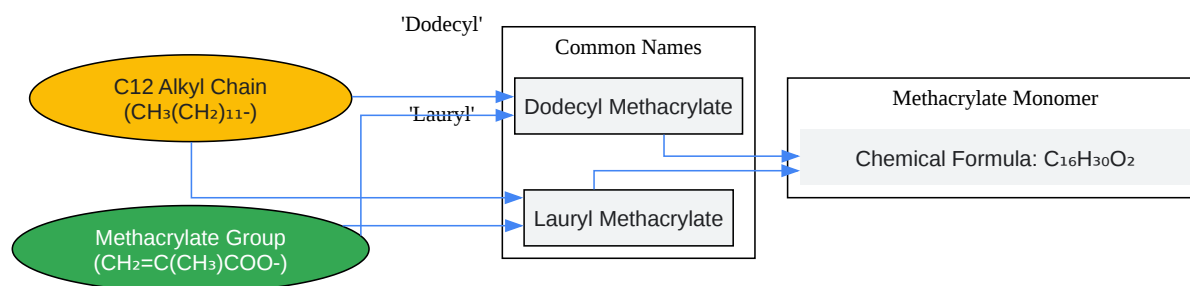 'Dodecyl'
Common Names
C12 Alkyl Chain
(CH₃(CH₂)₁₁-)
Dodecyl Methacrylate
'Lauryl'
Methacrylate Monomer
Chemical Formula: C₁₆H₃₀O₂
Lauryl Methacrylate
Methacrylate Group
(CH₂=C(CH₃)COO-)